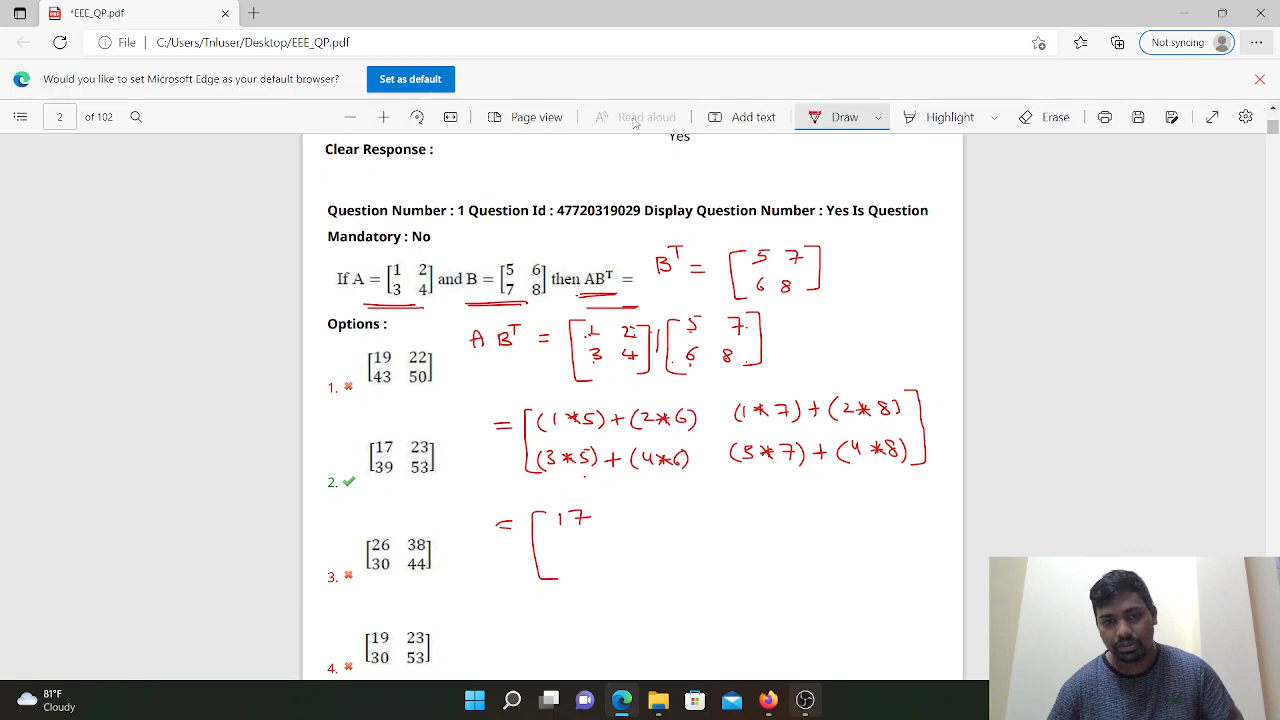 *EEE_QP.pdf
File C:/Users/Tnluser/Desktop/EEE_QP.pdf Not syncing
Would you like to set Microsoft Edge as your default browser? Set as default
2 of 102 Page view Read aloud Add text Draw Highlight Erase
Yes
Clear Response :
Question Number : 1 Question Id : 47720319029 Display Question Number : Yes Is Question
Mandatory : No
If A = [1 2 3 4] and B = [5 6 7 8] then ABᵀ =
Bᵀ = [5 7
6 8]
Options :
A Bᵀ = [1 2 [5 7
3 4] 6 8]
[19 22
43 50]
1.
= [(1*5)+(2*6) (1*7)+(2*8)
(3*5)+(4*6) (3*7)+(4*8)]
[17 23
39 53]
2.
= [17
[26 38
30 44]
3.
[19 23
30 53]
4.
81°F
Cloudy